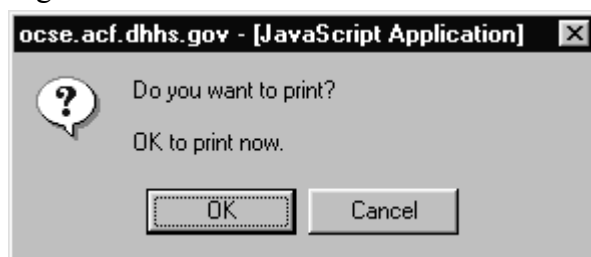 ocse.acf.dhhs.gov - [JavaScript Application]
Do you want to print?
OK to print now.
OK Cancel